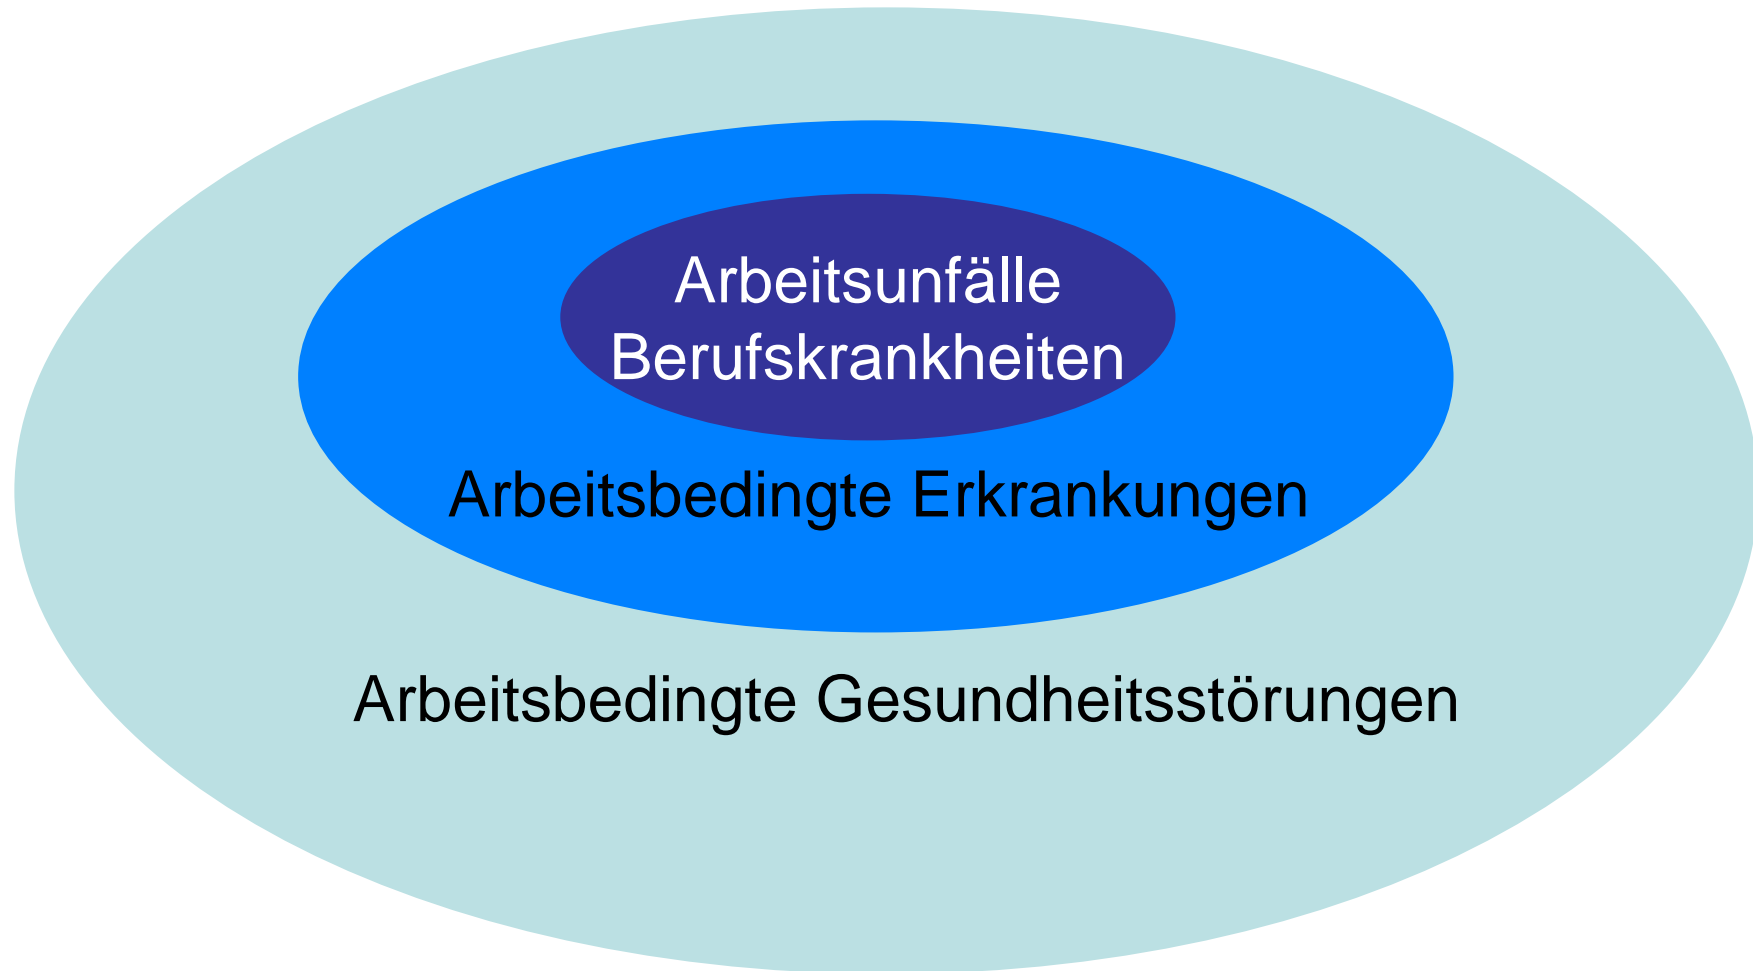 Arbeitsunfälle
Berufskrankheiten
Arbeitsbedingte Erkrankungen
Arbeitsbedingte Gesundheitsstörungen